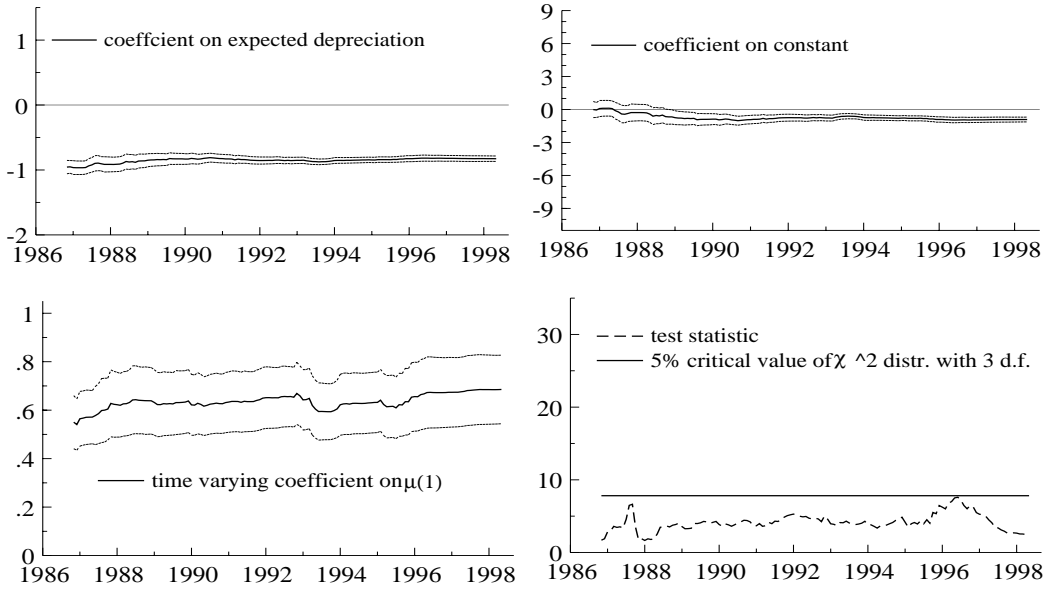 1
coeffcient on expected depreciation
0
-1
-2
1986 1988 1990 1992 1994 1996 1998
9
6
coefficient on constant
3
0
-3
-6
-9
1986 1988 1990 1992 1994 1996 1998
1
.8
.6
.4
time varying coefficient on μ(1)
.2
0
1986 1988 1990 1992 1994 1996 1998
30
test statistic
5% critical value of χ ^2 distr. with 3 d.f.
20
10
0
1986 1988 1990 1992 1994 1996 1998